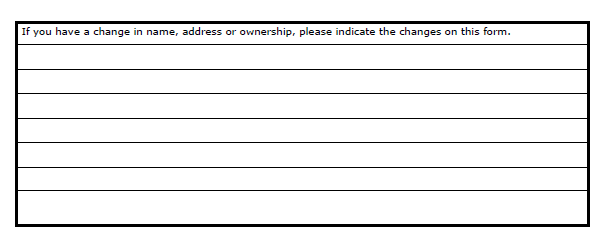 If you have a change in name, address or ownership, please indicate the changes on this form.